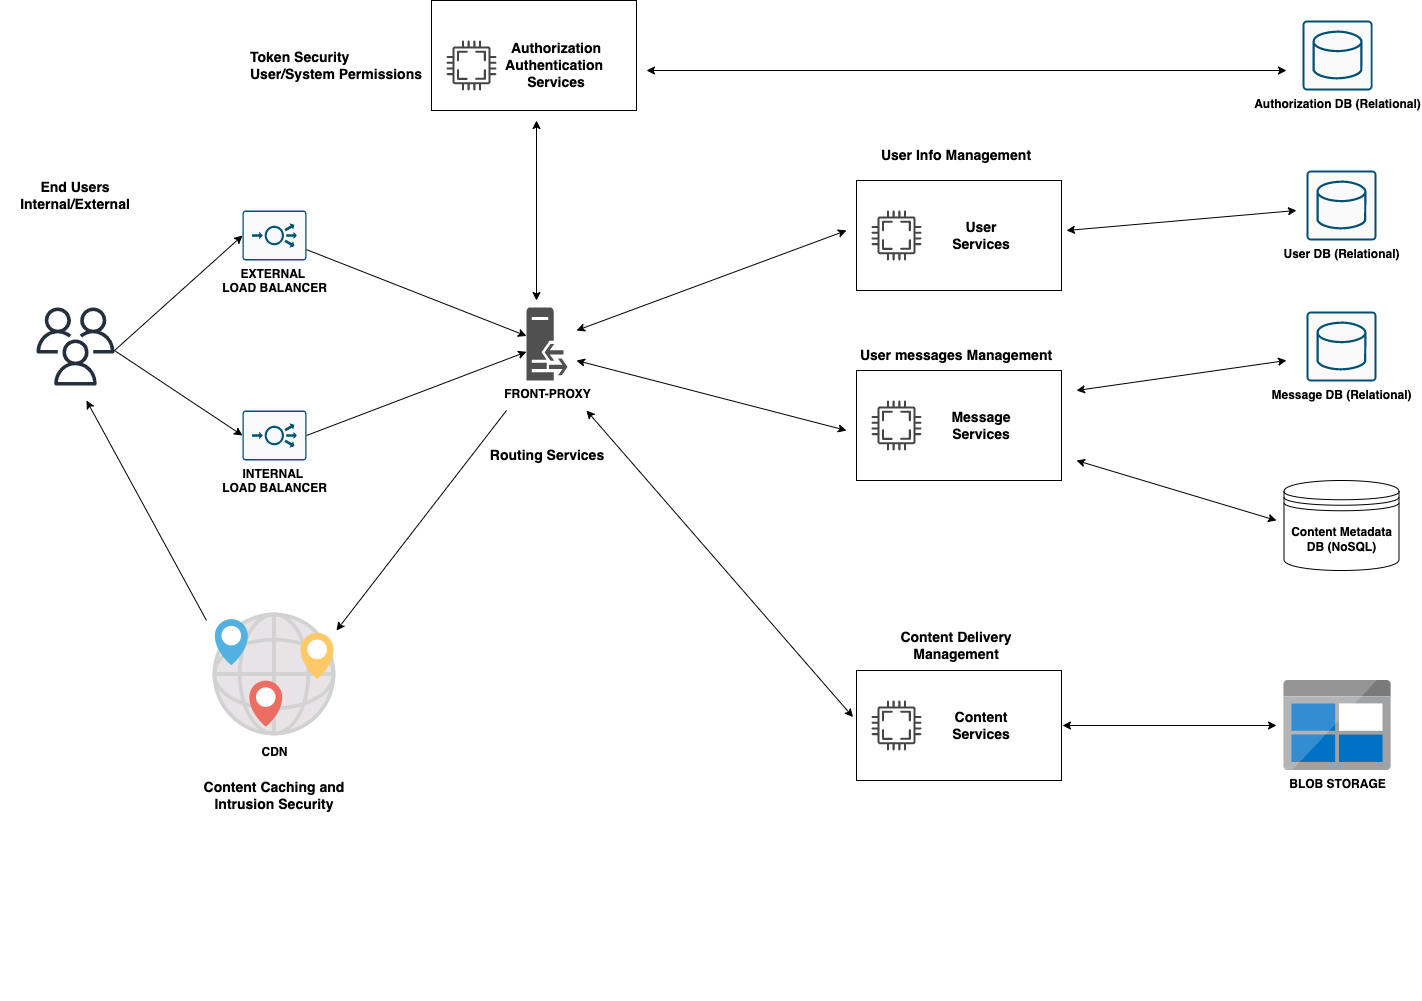 Token Security
User/System Permissions
Authorization
Authentication
Services
Authorization DB (Relational)
User Info Management
End Users
Internal/External
User
Services
User DB (Relational)
EXTERNAL
LOAD BALANCER
User messages Management
Message DB (Relational)
FRONT-PROXY
Message
Services
Routing Services
INTERNAL
LOAD BALANCER
Content Metadata
DB (NoSQL)
Content Delivery
Management
Content
Services
CDN
BLOB STORAGE
Content Caching and
Intrusion Security